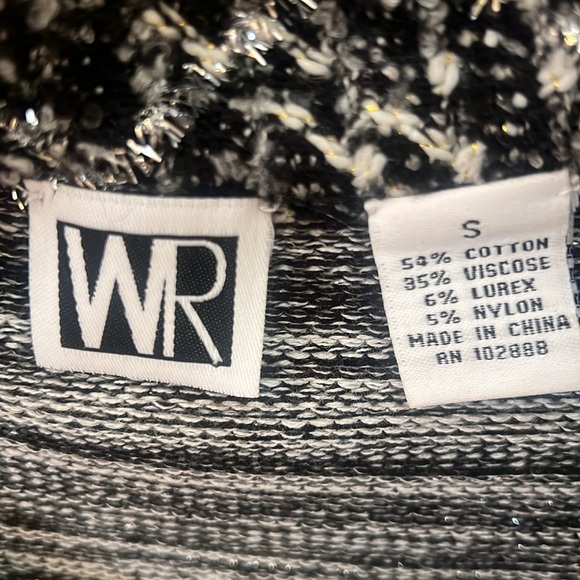 WR
S
54% COTTON
35% VISCOSE
6% LUREX
5% NYLON
MADE IN CHINA
RN 102888